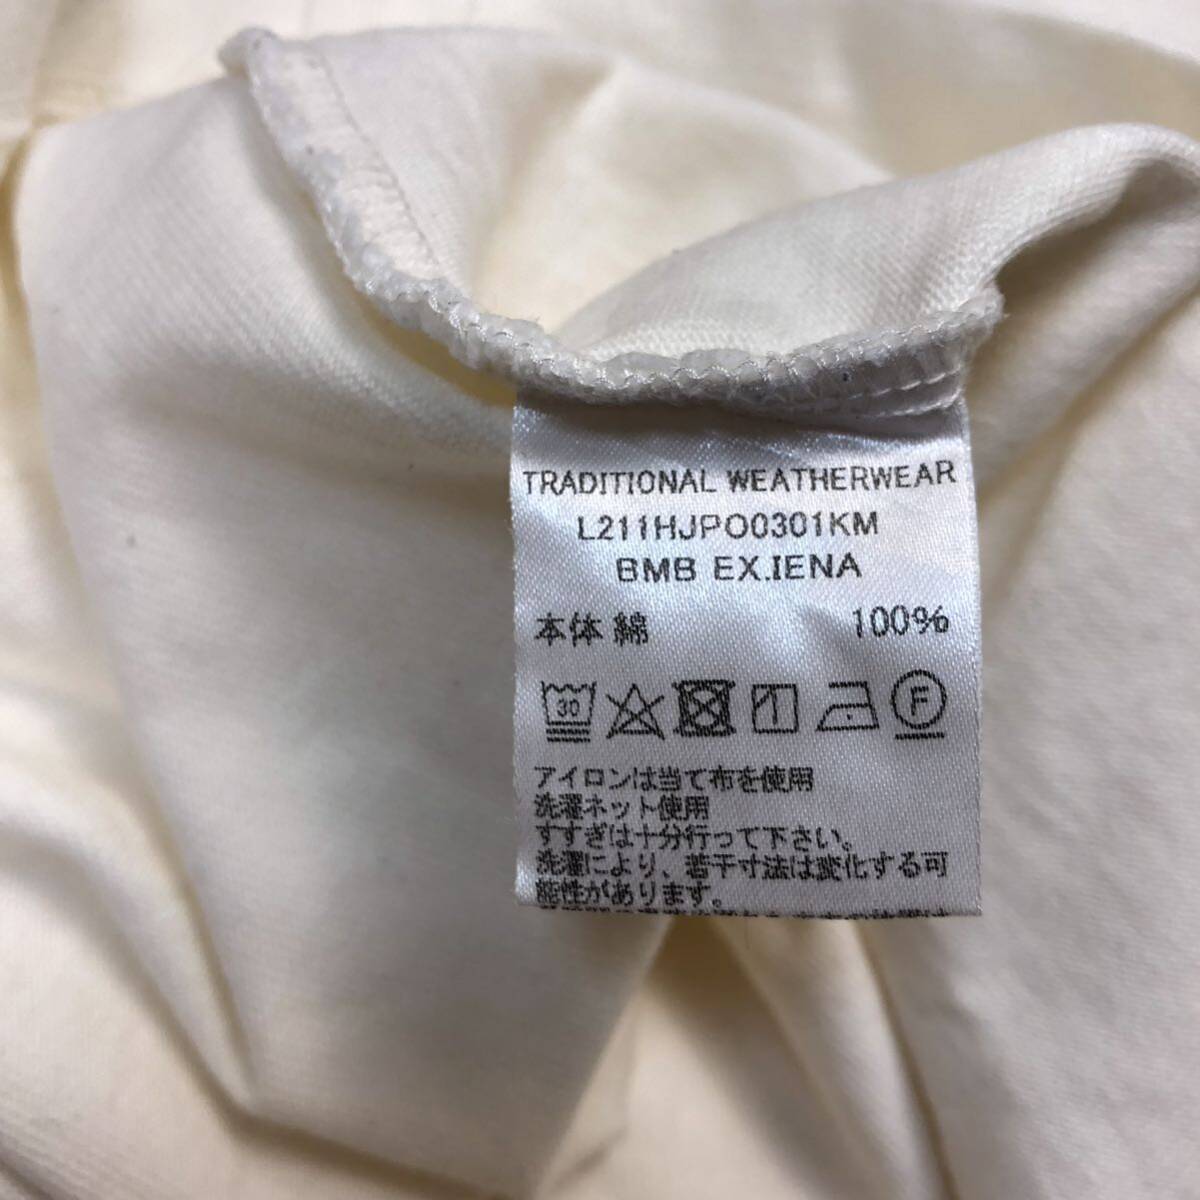 TRADITIONAL WEATHERWEAR
L211HJPO0301KM
BMB EX.IENA
本体 綿 100%
30 F
アイロンは当て布を使用
洗濯ネット使用
すすぎは十分行って下さい。
洗濯により、若干寸法は変化する可
能性があります。